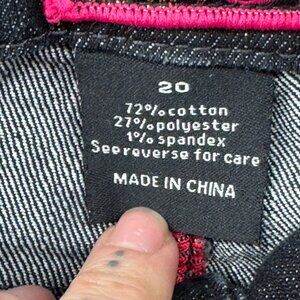 20
72%cotton
27%polyester
1%spandex
See reverse for care
MADE IN CHINA